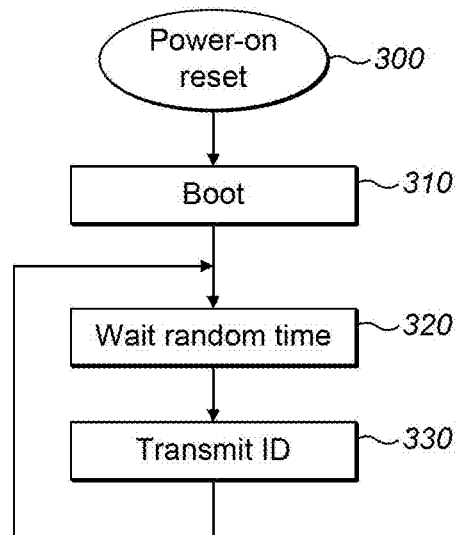 Power-on
reset
300
Boot
310
Wait random time
320
Transmit ID
330